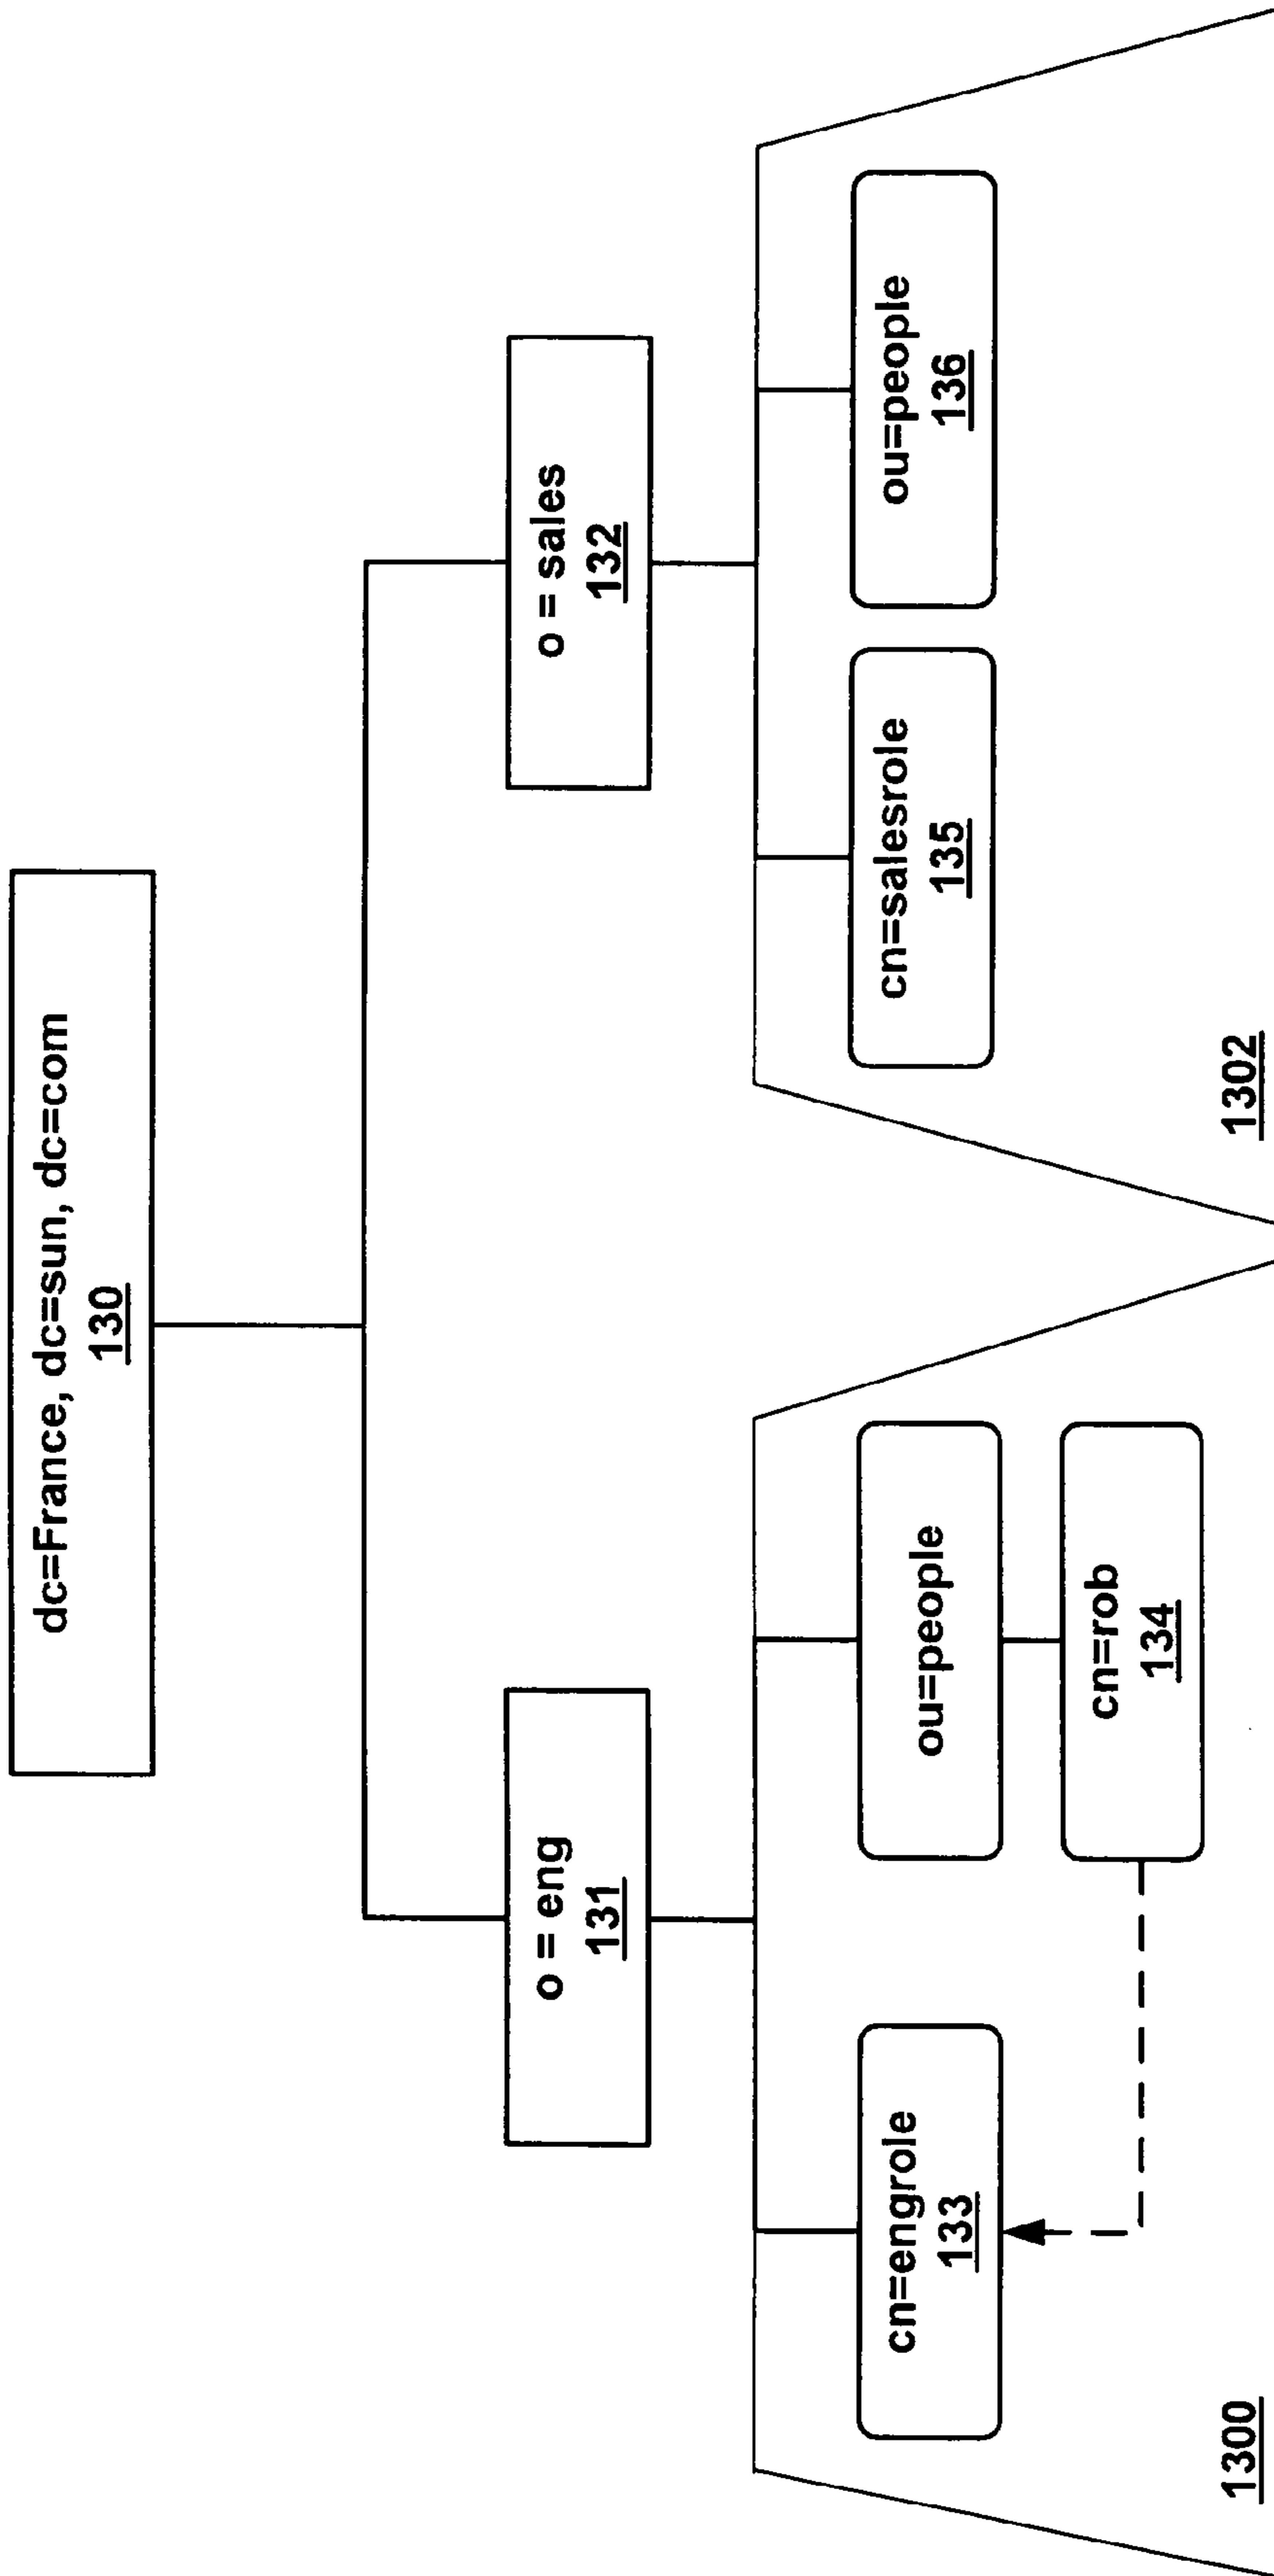 dc=France, dc=sun, dc=com
130
o = eng
131
o = sales
132
cn=engrole
133
ou=people
cn=rob
134
cn=salesrole
135
ou=people
136
1300
1302